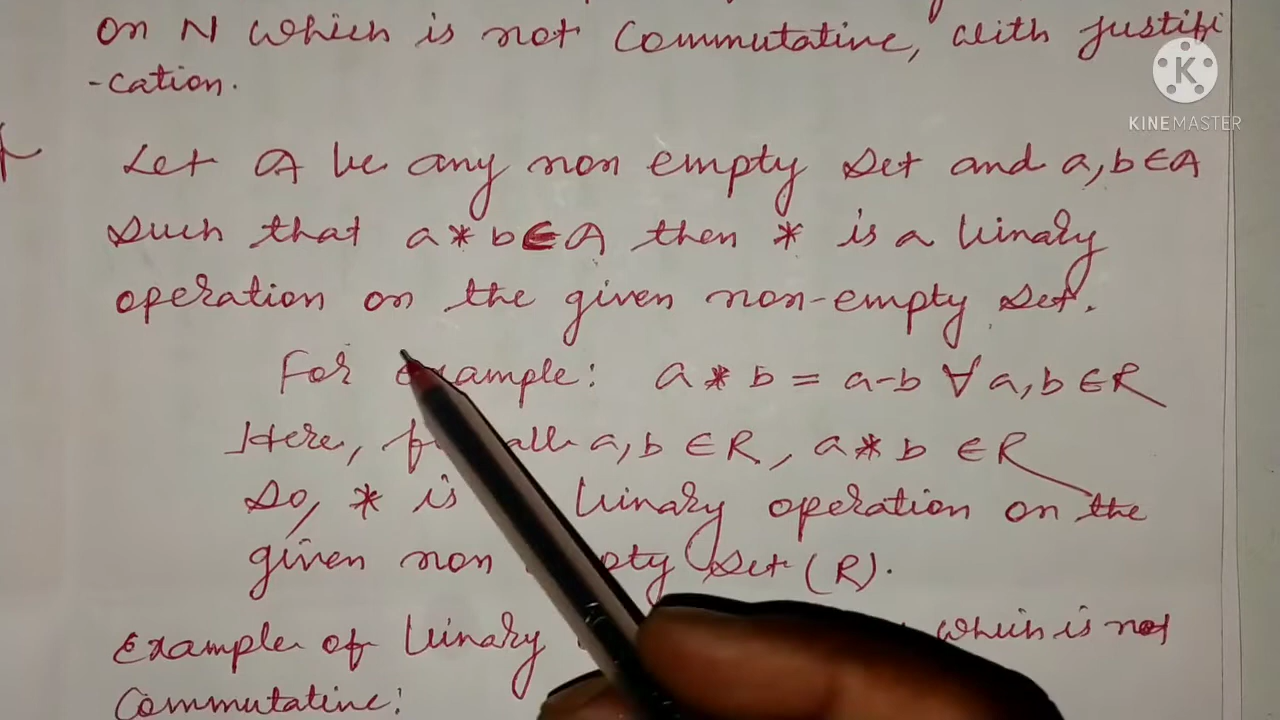 on N which is not Commutative, with justifi
-cation.
KINEMASTER
Let A be any non empty set and a, b ∈ A
such that a * b ∈ A then * is a binary
operation on the given non-empty set.
For example: a * b = a-b ∀ a, b ∈ R
Here, all a, b ∈ R, a * b ∈ R
So, * is binary operation on the
given non set (R).
Example of binary which is not
Commutative: